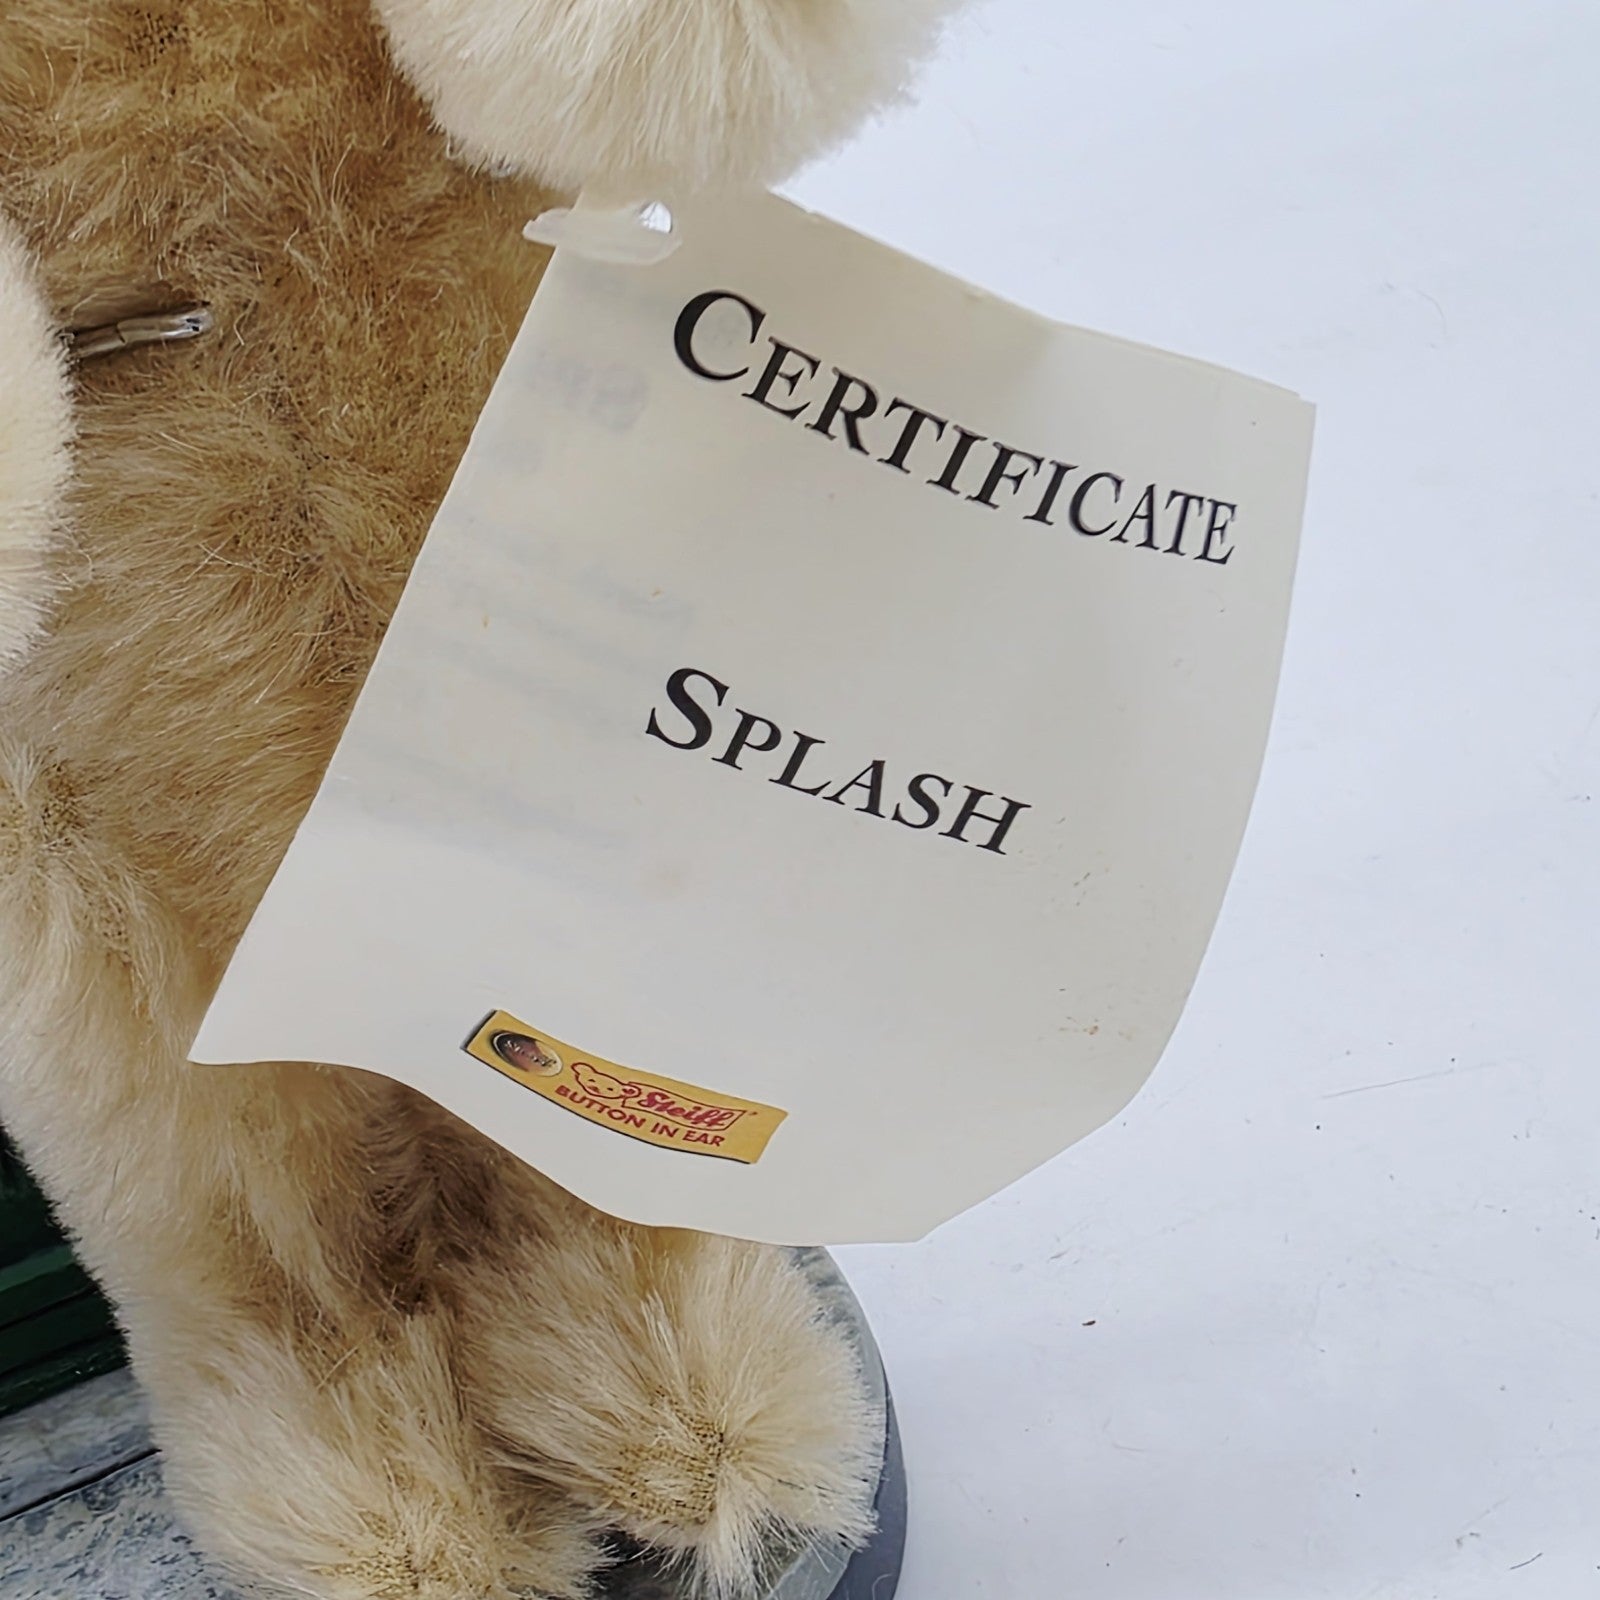 CERTIFICATE
SPLASH
Steiff
BUTTON IN EAR